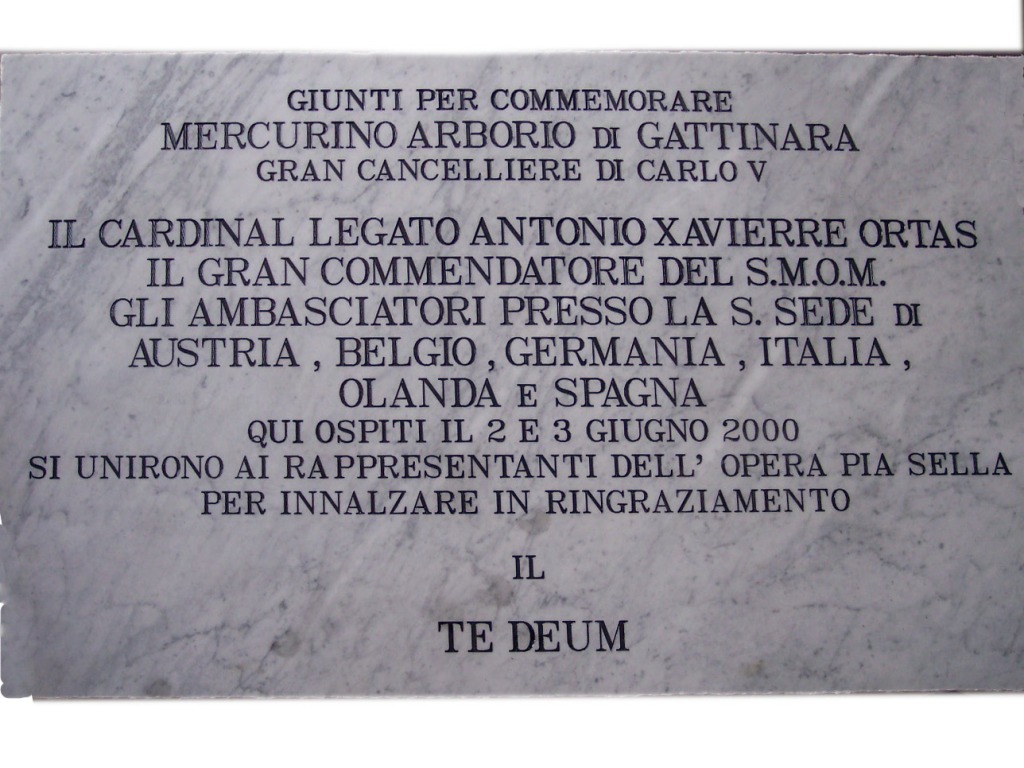 GIUNTI PER COMMEMORARE
MERCURINO ARBORIO DI GATTINARA
GRAN CANCELLIERE DI CARLO V
IL CARDINAL LEGATO ANTONIO XAVIERRE ORTAS
IL GRAN COMMENDATORE DEL S.M.O.M.
GLI AMBASCIATORI PRESSO LA S. SEDE DI
AUSTRIA , BELGIO , GERMANIA , ITALIA ,
OLANDA E SPAGNA
QUI OSPITI IL 2 E 3 GIUGNO 2000
SI UNIRONO AI RAPPRESENTANTI DELL' OPERA PIA SELLA
PER INNALZARE IN RINGRAZIAMENTO
IL
TE DEUM